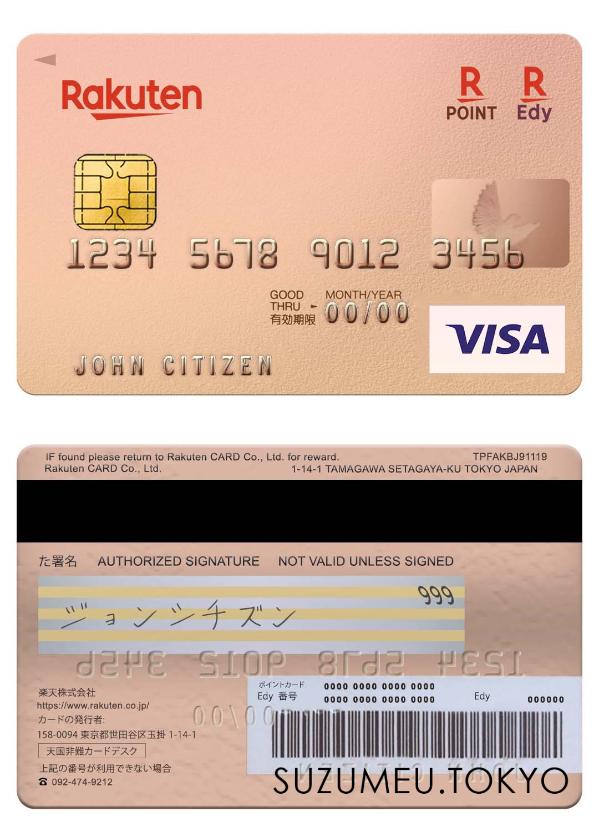 Rakuten
R
POINT
R
Edy
1234 5678 9012 3456
GOOD THRU MONTH/YEAR
有効期限 00/00
VISA
JOHN CITIZEN
IF found please return to Rakuten CARD Co., Ltd. for reward. TPFAKBJ91119
Rakuten CARD Co., Ltd. 1-14-1 TAMAGAWA SETAGAYA-KU TOKYO JAPAN
た署名 AUTHORIZED SIGNATURE NOT VALID UNLESS SIGNED
999
ジョンシチズン
楽天株式会社
https://www.rakuten.co.jp/
カードの発行者:
158-0094 東京都世田谷区玉掛 1-14-1
天国非難カードデスク
上記の番号が利用できない場合
☎ 092-474-9212
ポイントカード 0000 0000 0000 0000
Edy 番号 0000 0000 0000 0000 Edy 000000
SUZUMEU.TOKYO